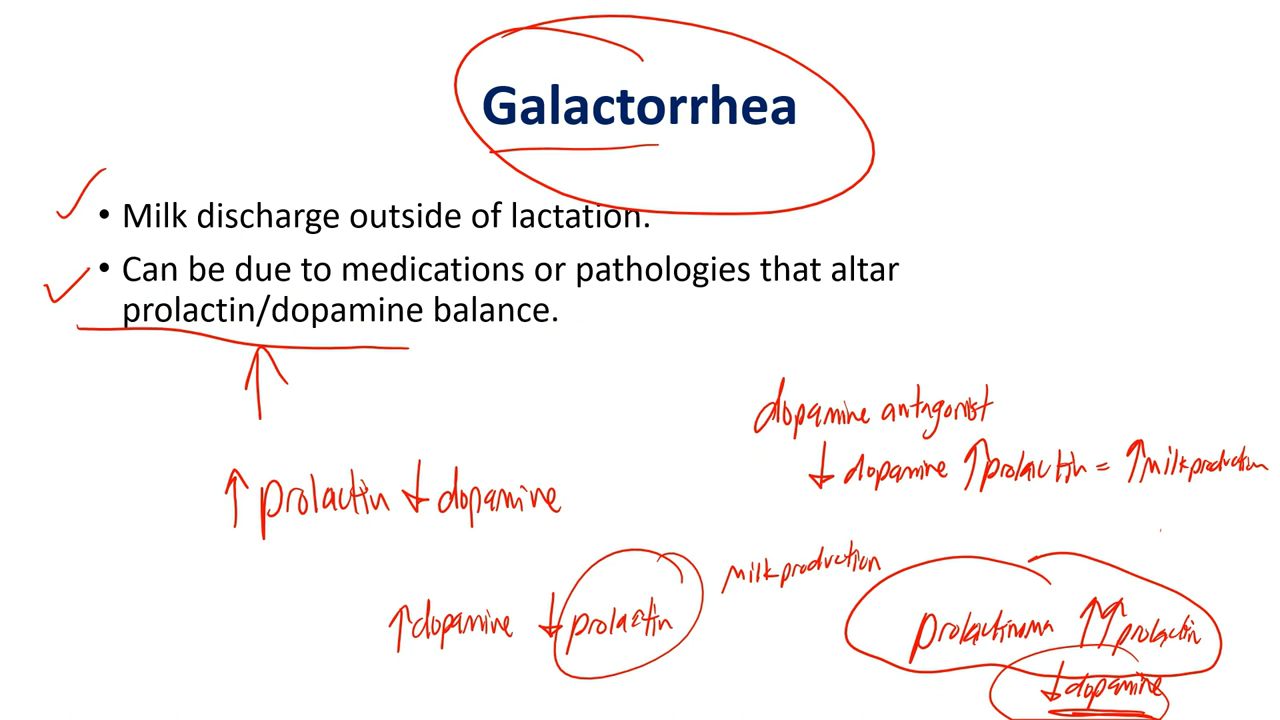 Galactorrhea
• Milk discharge outside of lactation.
• Can be due to medications or pathologies that altar
prolactin/dopamine balance.
dopamine antagonist
↓ dopamine ↑ prolactin = ↑ milk production
↑ prolactin ↓ dopamine
milk production
↑ dopamine ↓ prolactin
prolactinoma ↑↑ prolactin
↓ dopamine